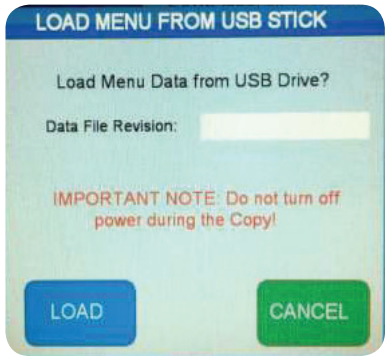 LOAD MENU FROM USB STICK
Load Menu Data from USB Drive?
Data File Revision:
IMPORTANT NOTE: Do not turn off
power during the Copy!
LOAD
CANCEL